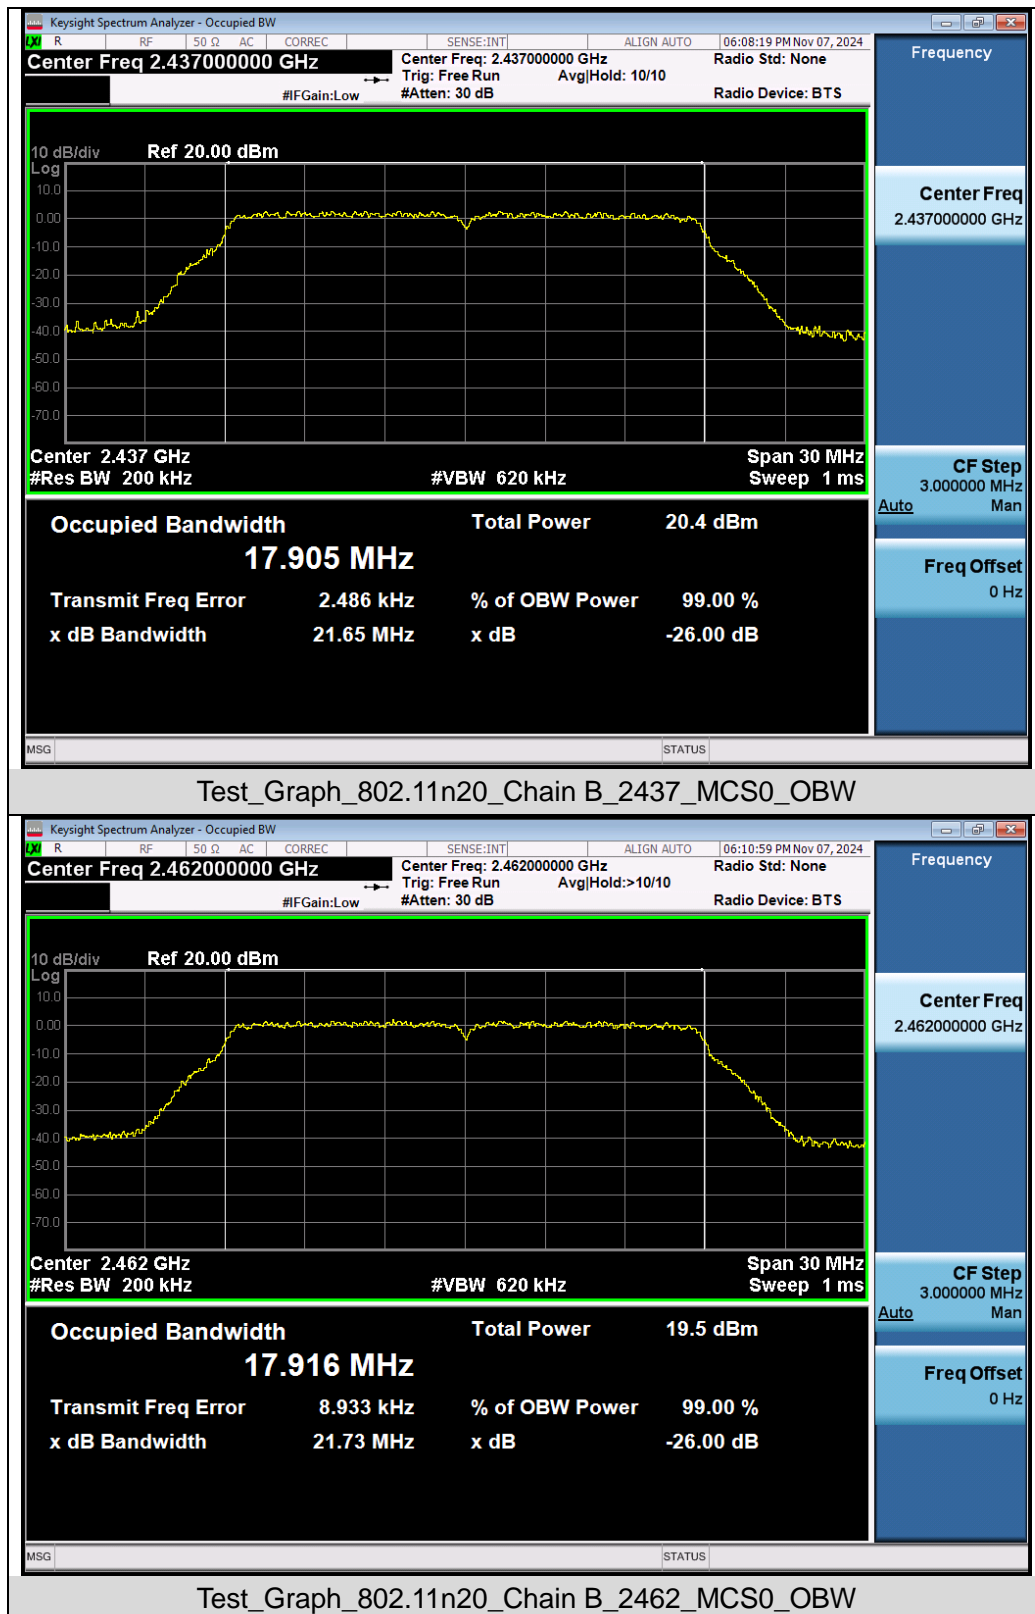 Keysight Spectrum Analyzer - Occupied BW
LXI R RF 50 Ω AC CORREC SENSE:INT ALIGN AUTO 06:08:19 PM Nov 07, 2024
Center Freq 2.437000000 GHz
Center Freq: 2.437000000 GHz
Radio Std: None
Trig: Free Run Avg|Hold: 10/10
#IFGain:Low
#Atten: 30 dB
Radio Device: BTS
Frequency
10 dB/div Ref 20.00 dBm
Log
10.0
0.00
-10.0
-20.0
-30.0
-40.0
-50.0
-60.0
-70.0
Center 2.437 GHz Span 30 MHz
#Res BW 200 kHz #VBW 620 kHz Sweep 1 ms
Center Freq
2.437000000 GHz
CF Step
3.000000 MHz
Auto Man
Freq Offset
0 Hz
Occupied Bandwidth Total Power 20.4 dBm
17.905 MHz
Transmit Freq Error 2.486 kHz % of OBW Power 99.00 %
x dB Bandwidth 21.65 MHz x dB -26.00 dB
MSG STATUS
Test_Graph_802.11n20_Chain B_2437_MCS0_OBW
Keysight Spectrum Analyzer - Occupied BW
LXI R RF 50 Ω AC CORREC SENSE:INT ALIGN AUTO 06:10:59 PM Nov 07, 2024
Center Freq 2.462000000 GHz
Center Freq: 2.462000000 GHz
Radio Std: None
Trig: Free Run Avg|Hold:>10/10
#IFGain:Low
#Atten: 30 dB
Radio Device: BTS
Frequency
10 dB/div Ref 20.00 dBm
Log
10.0
0.00
-10.0
-20.0
-30.0
-40.0
-50.0
-60.0
-70.0
Center 2.462 GHz Span 30 MHz
#Res BW 200 kHz #VBW 620 kHz Sweep 1 ms
Center Freq
2.462000000 GHz
CF Step
3.000000 MHz
Auto Man
Freq Offset
0 Hz
Occupied Bandwidth Total Power 19.5 dBm
17.916 MHz
Transmit Freq Error 8.933 kHz % of OBW Power 99.00 %
x dB Bandwidth 21.73 MHz x dB -26.00 dB
MSG STATUS
Test_Graph_802.11n20_Chain B_2462_MCS0_OBW